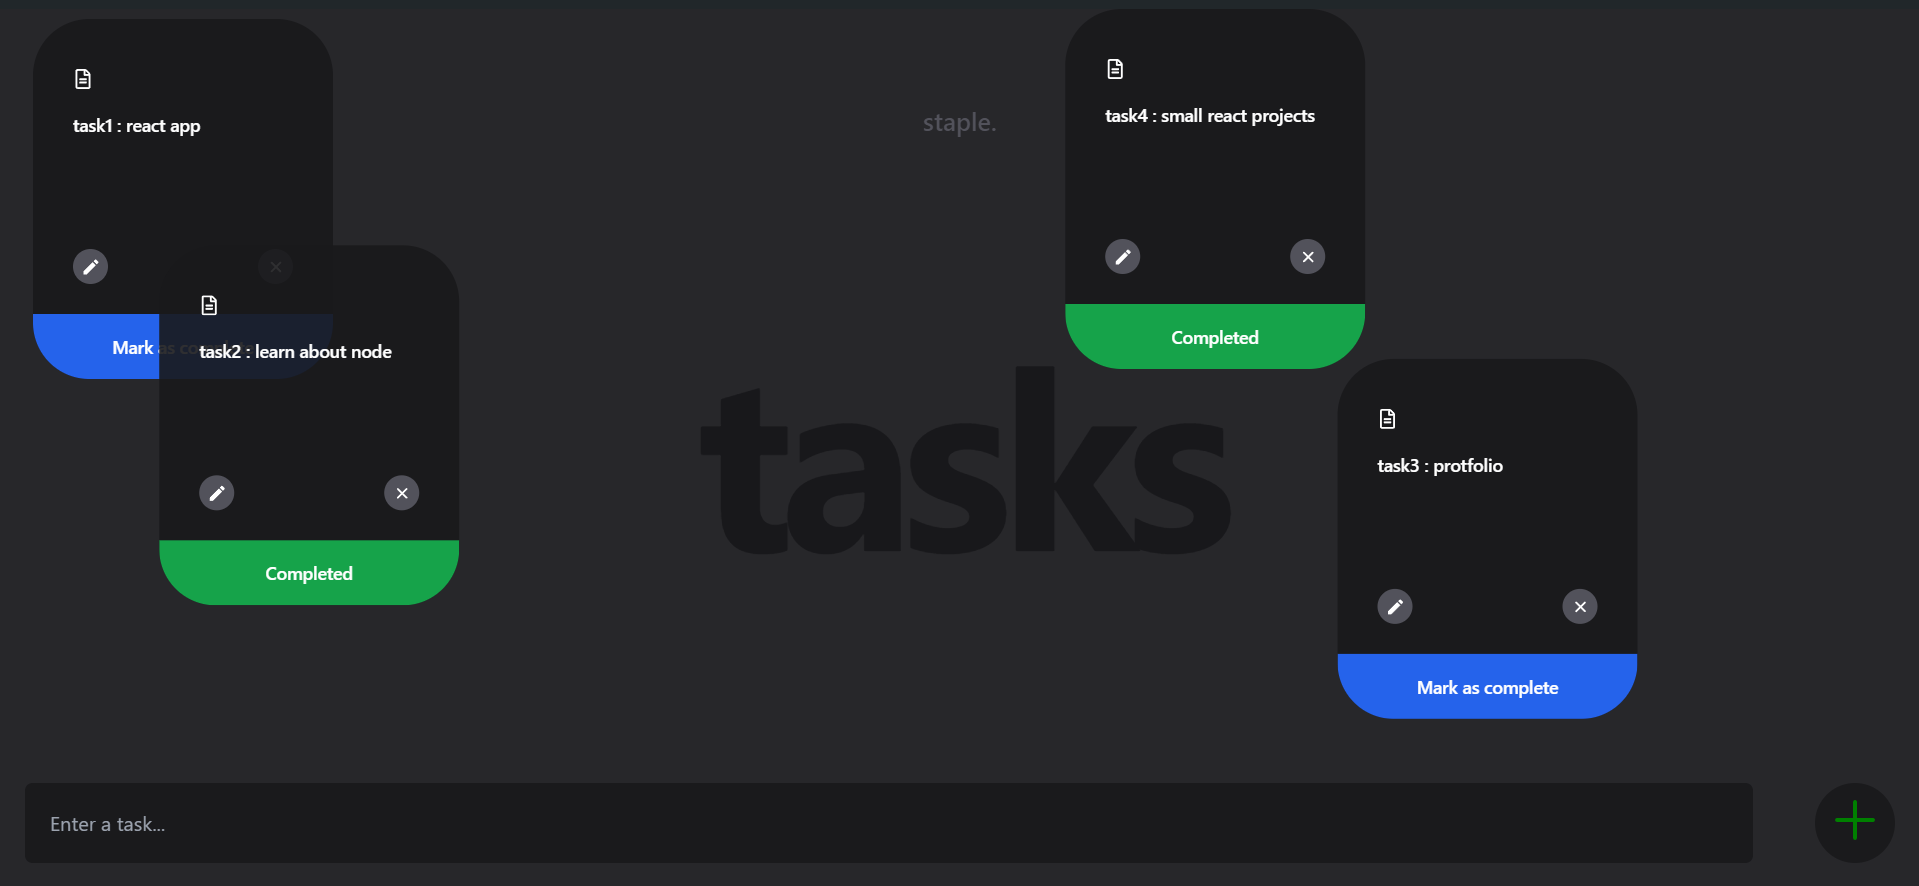 staple.
tasks
task1 : react app
Mark as complete
task2 : learn about node
Completed
task4 : small react projects
Completed
task3 : protfolio
Mark as complete
Enter a task...